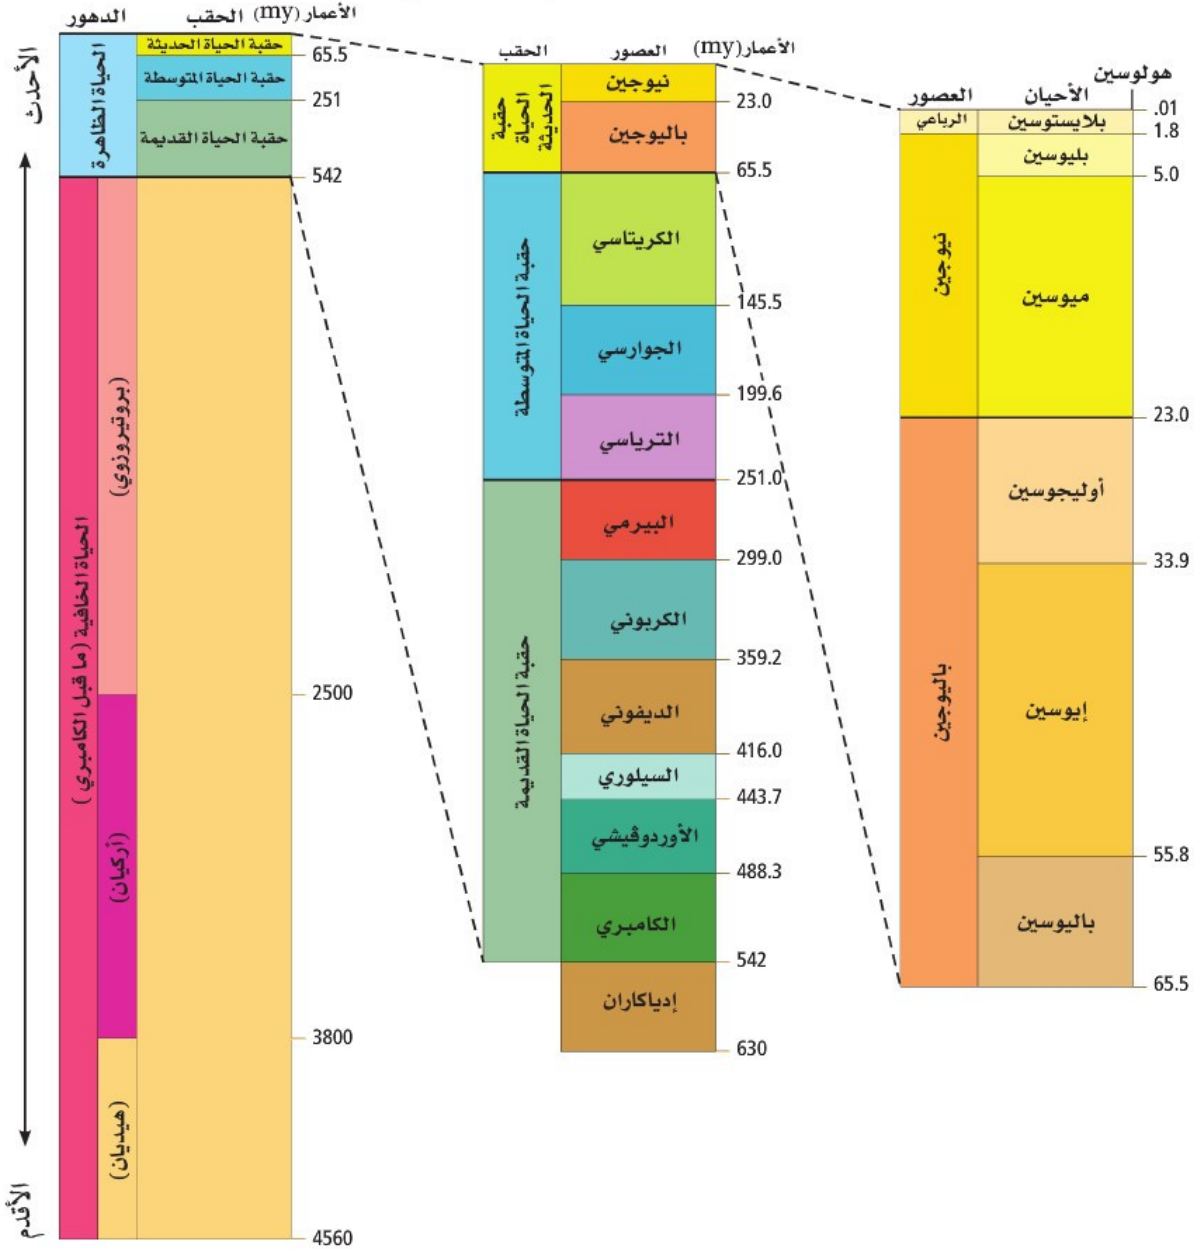 الدهور
الحقب
الأعمار (my)
الأحدث
الأقدم
الحياة الظاهرة
حقبة الحياة الحديثة
65.5
حقبة الحياة المتوسطة
251
حقبة الحياة القديمة
542
الحياة الخافية (ما قبل الكامبري)
(بروتيروزوي)
2500
(أركيان)
3800
(هيديان)
4560
الحقب
العصور
الأعمار (my)
حقبة
الحياة
الحديثة
نيوجين
23.0
باليوجين
65.5
حقبة الحياة المتوسطة
الكريتاسي
145.5
الجوارسي
199.6
الترياسي
251.0
حقبة الحياة القديمة
البيرمي
299.0
الكربوني
359.2
الديفوني
416.0
السيلوري
443.7
الأوردوڤيشي
488.3
الكامبري
542
إدياكاران
630
العصور
الأحيان
هولوسين
.01
الرباعي
بلايستوسين
1.8
بليوسين
5.0
نيوجين
ميوسين
23.0
باليوجين
أوليجوسين
33.9
إيوسين
55.8
باليوسين
65.5